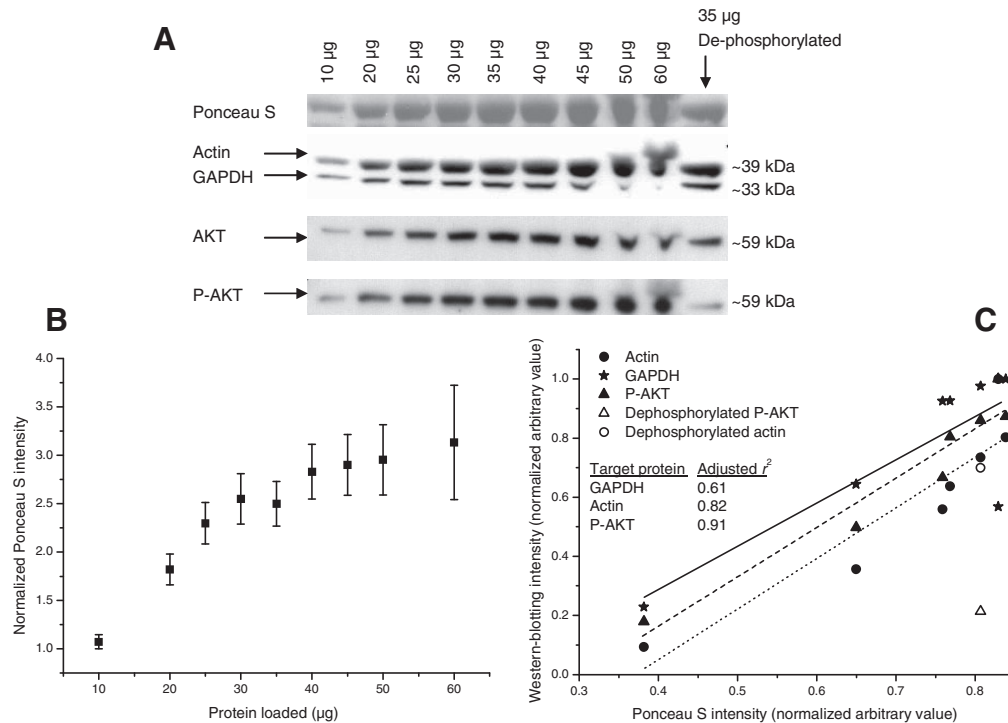 A
10 µg
20 µg
25 µg
30 µg
35 µg
40 µg
45 µg
50 µg
60 µg
35 µg
De-phosphorylated
Ponceau S
Actin
GAPDH
~39 kDa
~33 kDa
AKT
~59 kDa
P-AKT
~59 kDa
B
Normalized Ponceau S intensity
4.0
3.5
3.0
2.5
2.0
1.5
1.0
10 20 30 40 50 60
Protein loaded (µg)
C
Western-blotting intensity (normalized arbitrary value)
1.0
0.8
0.6
0.4
0.2
0.0
Actin
GAPDH
P-AKT
Dephosphorylated P-AKT
Dephosphorylated actin
Target protein Adjusted r²
GAPDH 0.61
Actin 0.82
P-AKT 0.91
0.3 0.4 0.5 0.6 0.7 0.8
Ponceau S intensity (normalized arbitrary value)